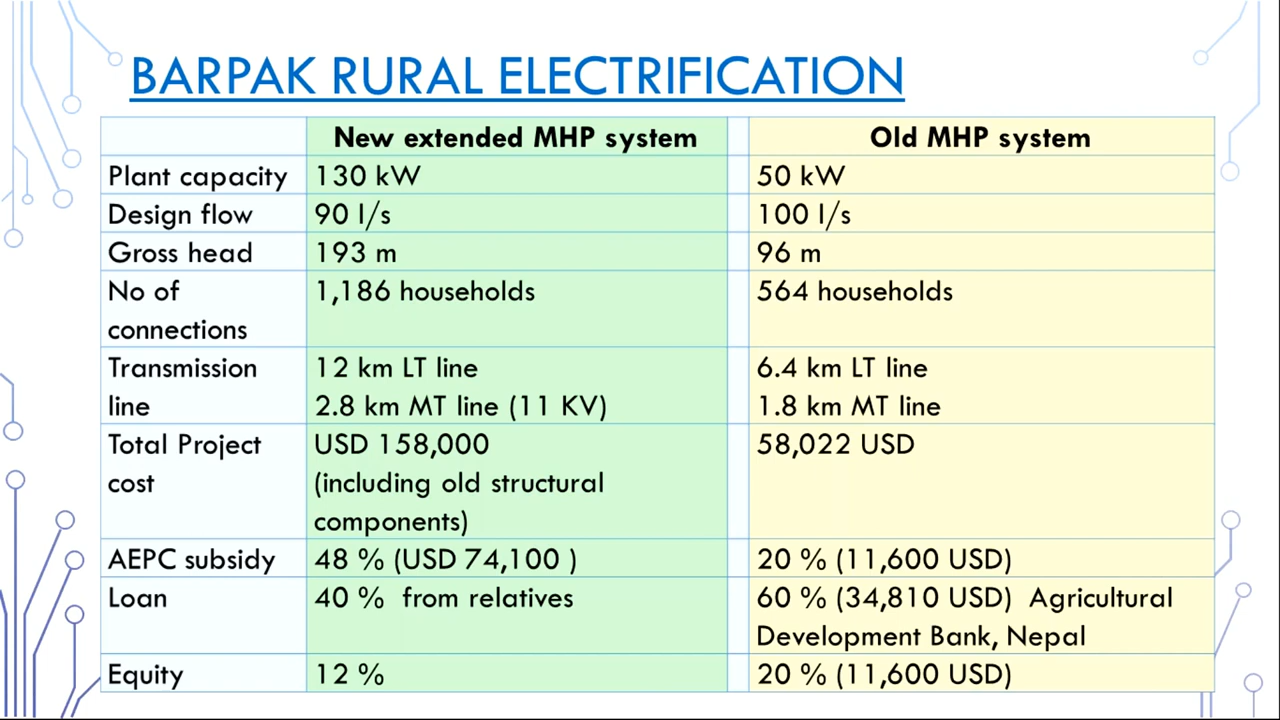 BARPAK RURAL ELECTRIFICATION
New extended MHP system Old MHP system
Plant capacity 130 kW 50 kW
Design flow 90 l/s 100 l/s
Gross head 193 m 96 m
No of connections 1,186 households 564 households
Transmission line 12 km LT line 6.4 km LT line
2.8 km MT line (11 KV) 1.8 km MT line
Total Project cost USD 158,000 58,022 USD
(including old structural
components)
AEPC subsidy 48 % (USD 74,100 ) 20 % (11,600 USD)
Loan 40 % from relatives 60 % (34,810 USD) Agricultural
Development Bank, Nepal
Equity 12 % 20 % (11,600 USD)